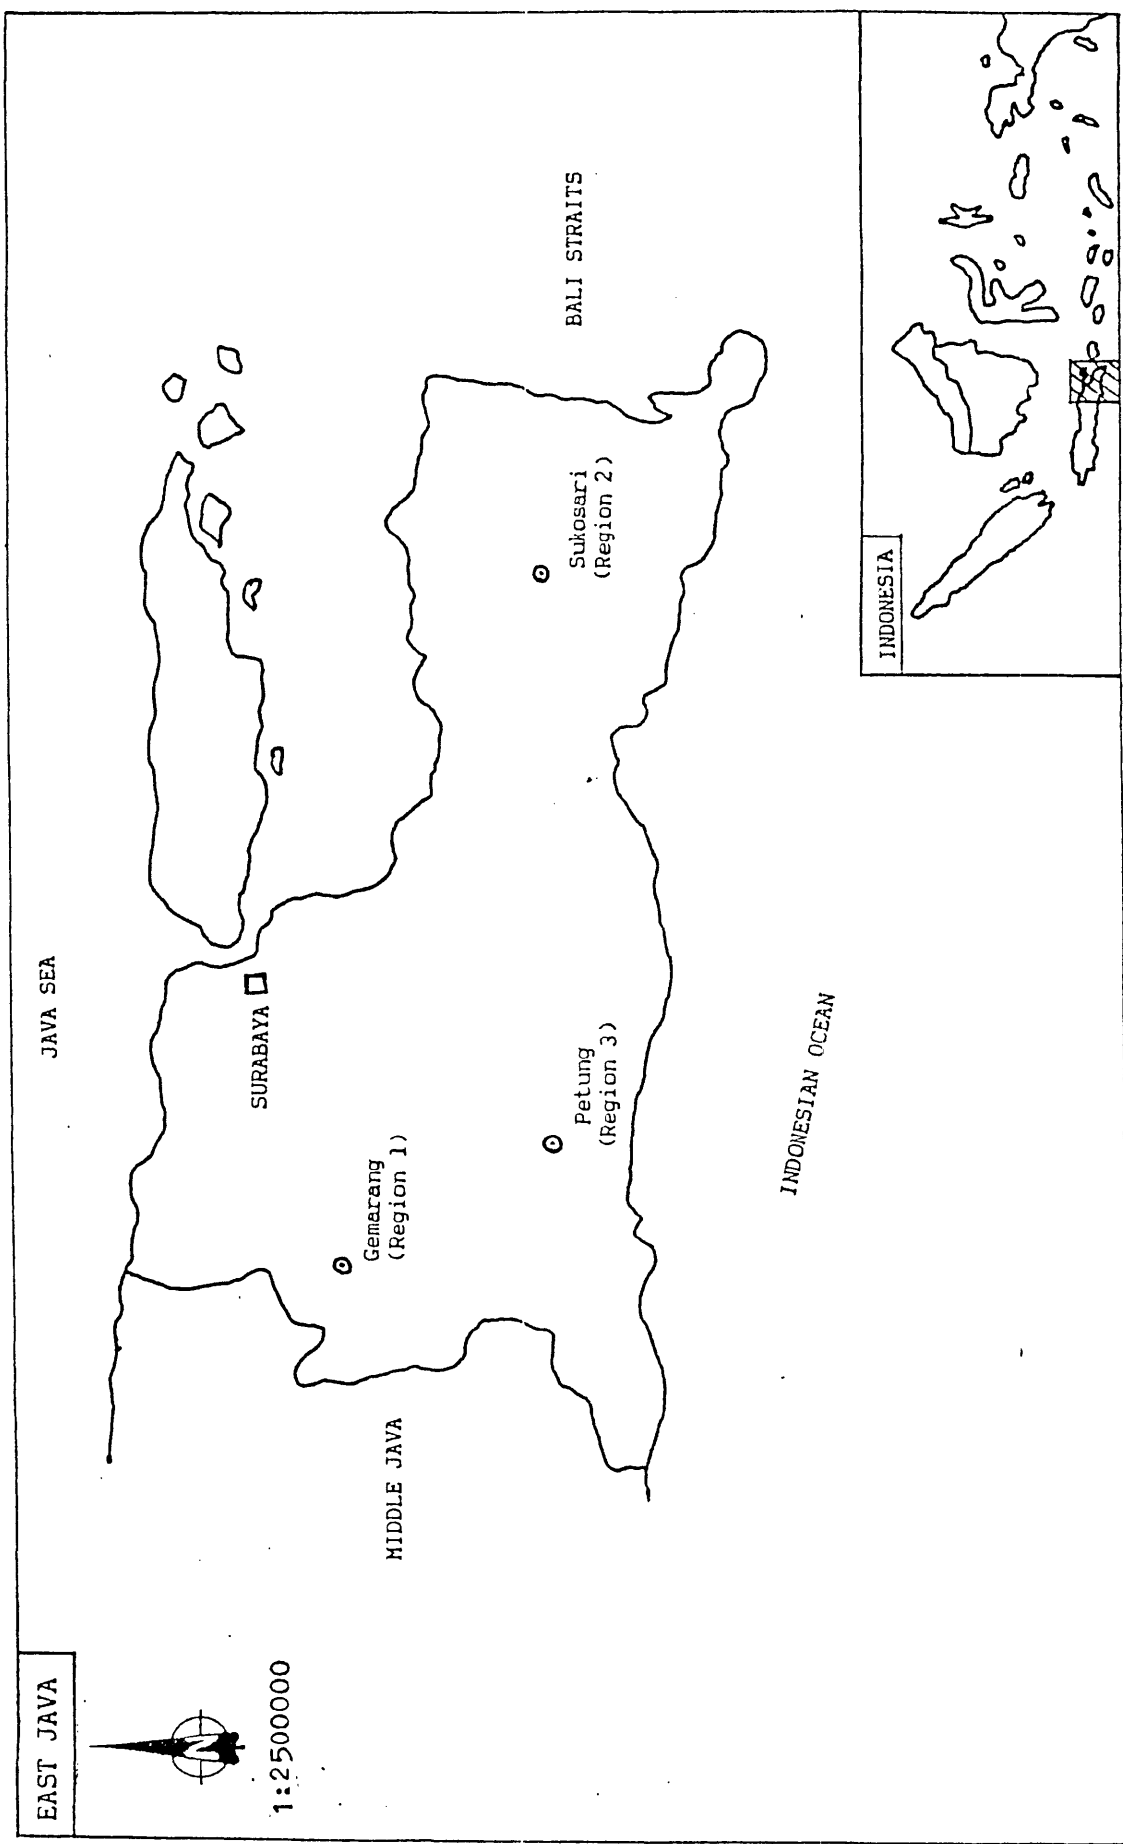 EAST JAVA
N
1:2500000
JAVA SEA
SURABAYA
MIDDLE JAVA
Gemarang
(Region 1)
Petung
(Region 3)
Sukosari
(Region 2)
BALI STRAITS
INDONESIAN OCEAN
INDONESIA